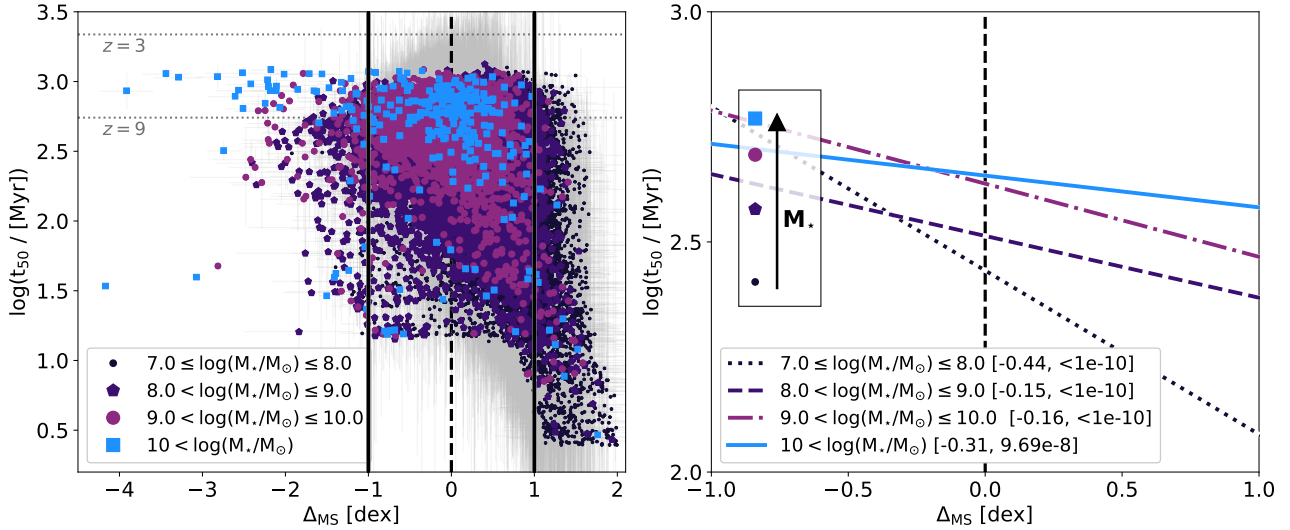 3.5
3.0
2.5
2.0
1.5
1.0
0.5
log(t₅₀ / [Myr])
z = 3
z = 9
7.0 ≤ log(M⋆/M⊙) ≤ 8.0
8.0 < log(M⋆/M⊙) ≤ 9.0
9.0 < log(M⋆/M⊙) ≤ 10.0
10 < log(M⋆/M⊙)
−4 −3 −2 −1 0 1 2
Δ_MS [dex]
3.0
2.5
2.0
log(t₅₀ / [Myr])
M⋆
7.0 ≤ log(M⋆/M⊙) ≤ 8.0 [-0.44, <1e-10]
8.0 < log(M⋆/M⊙) ≤ 9.0 [-0.15, <1e-10]
9.0 < log(M⋆/M⊙) ≤ 10.0 [-0.16, <1e-10]
10 < log(M⋆/M⊙) [-0.31, 9.69e-8]
−1.0 −0.5 0.0 0.5 1.0
Δ_MS [dex]